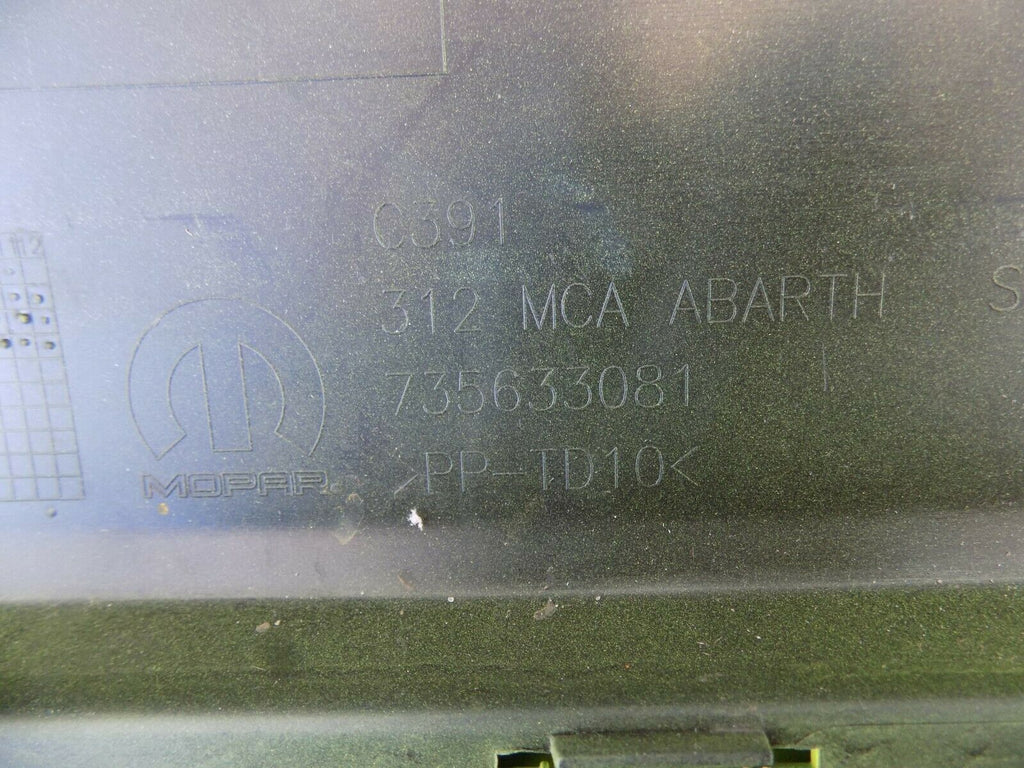 C391
312 MCA ABARTH
735633081
>PP-TD10<
MOPAR